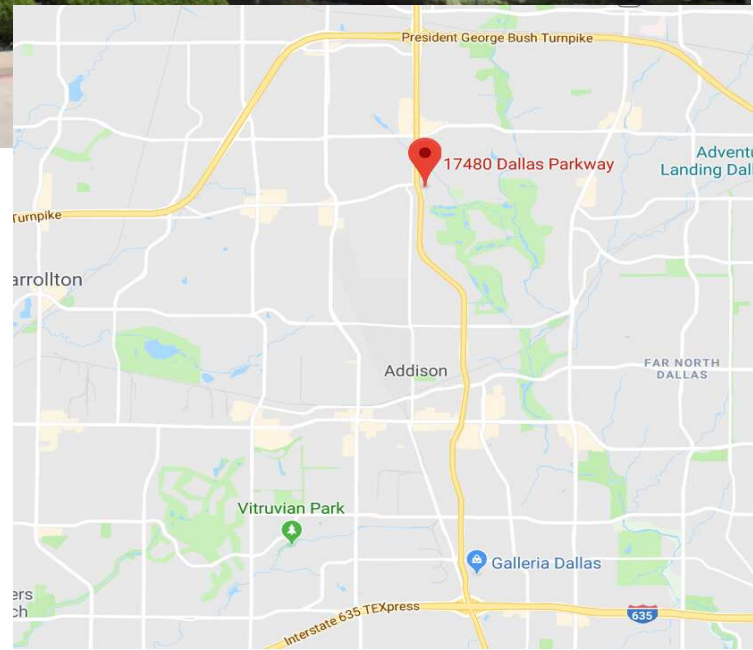 President George Bush Turnpike
17480 Dallas Parkway
Adventu
Landing Dall
Turnpike
arrollton
FAR NORTH
DALLAS
Addison
Vitruvian Park
Galleria Dallas
ers
ch
Interstate 635 TEXpress
635